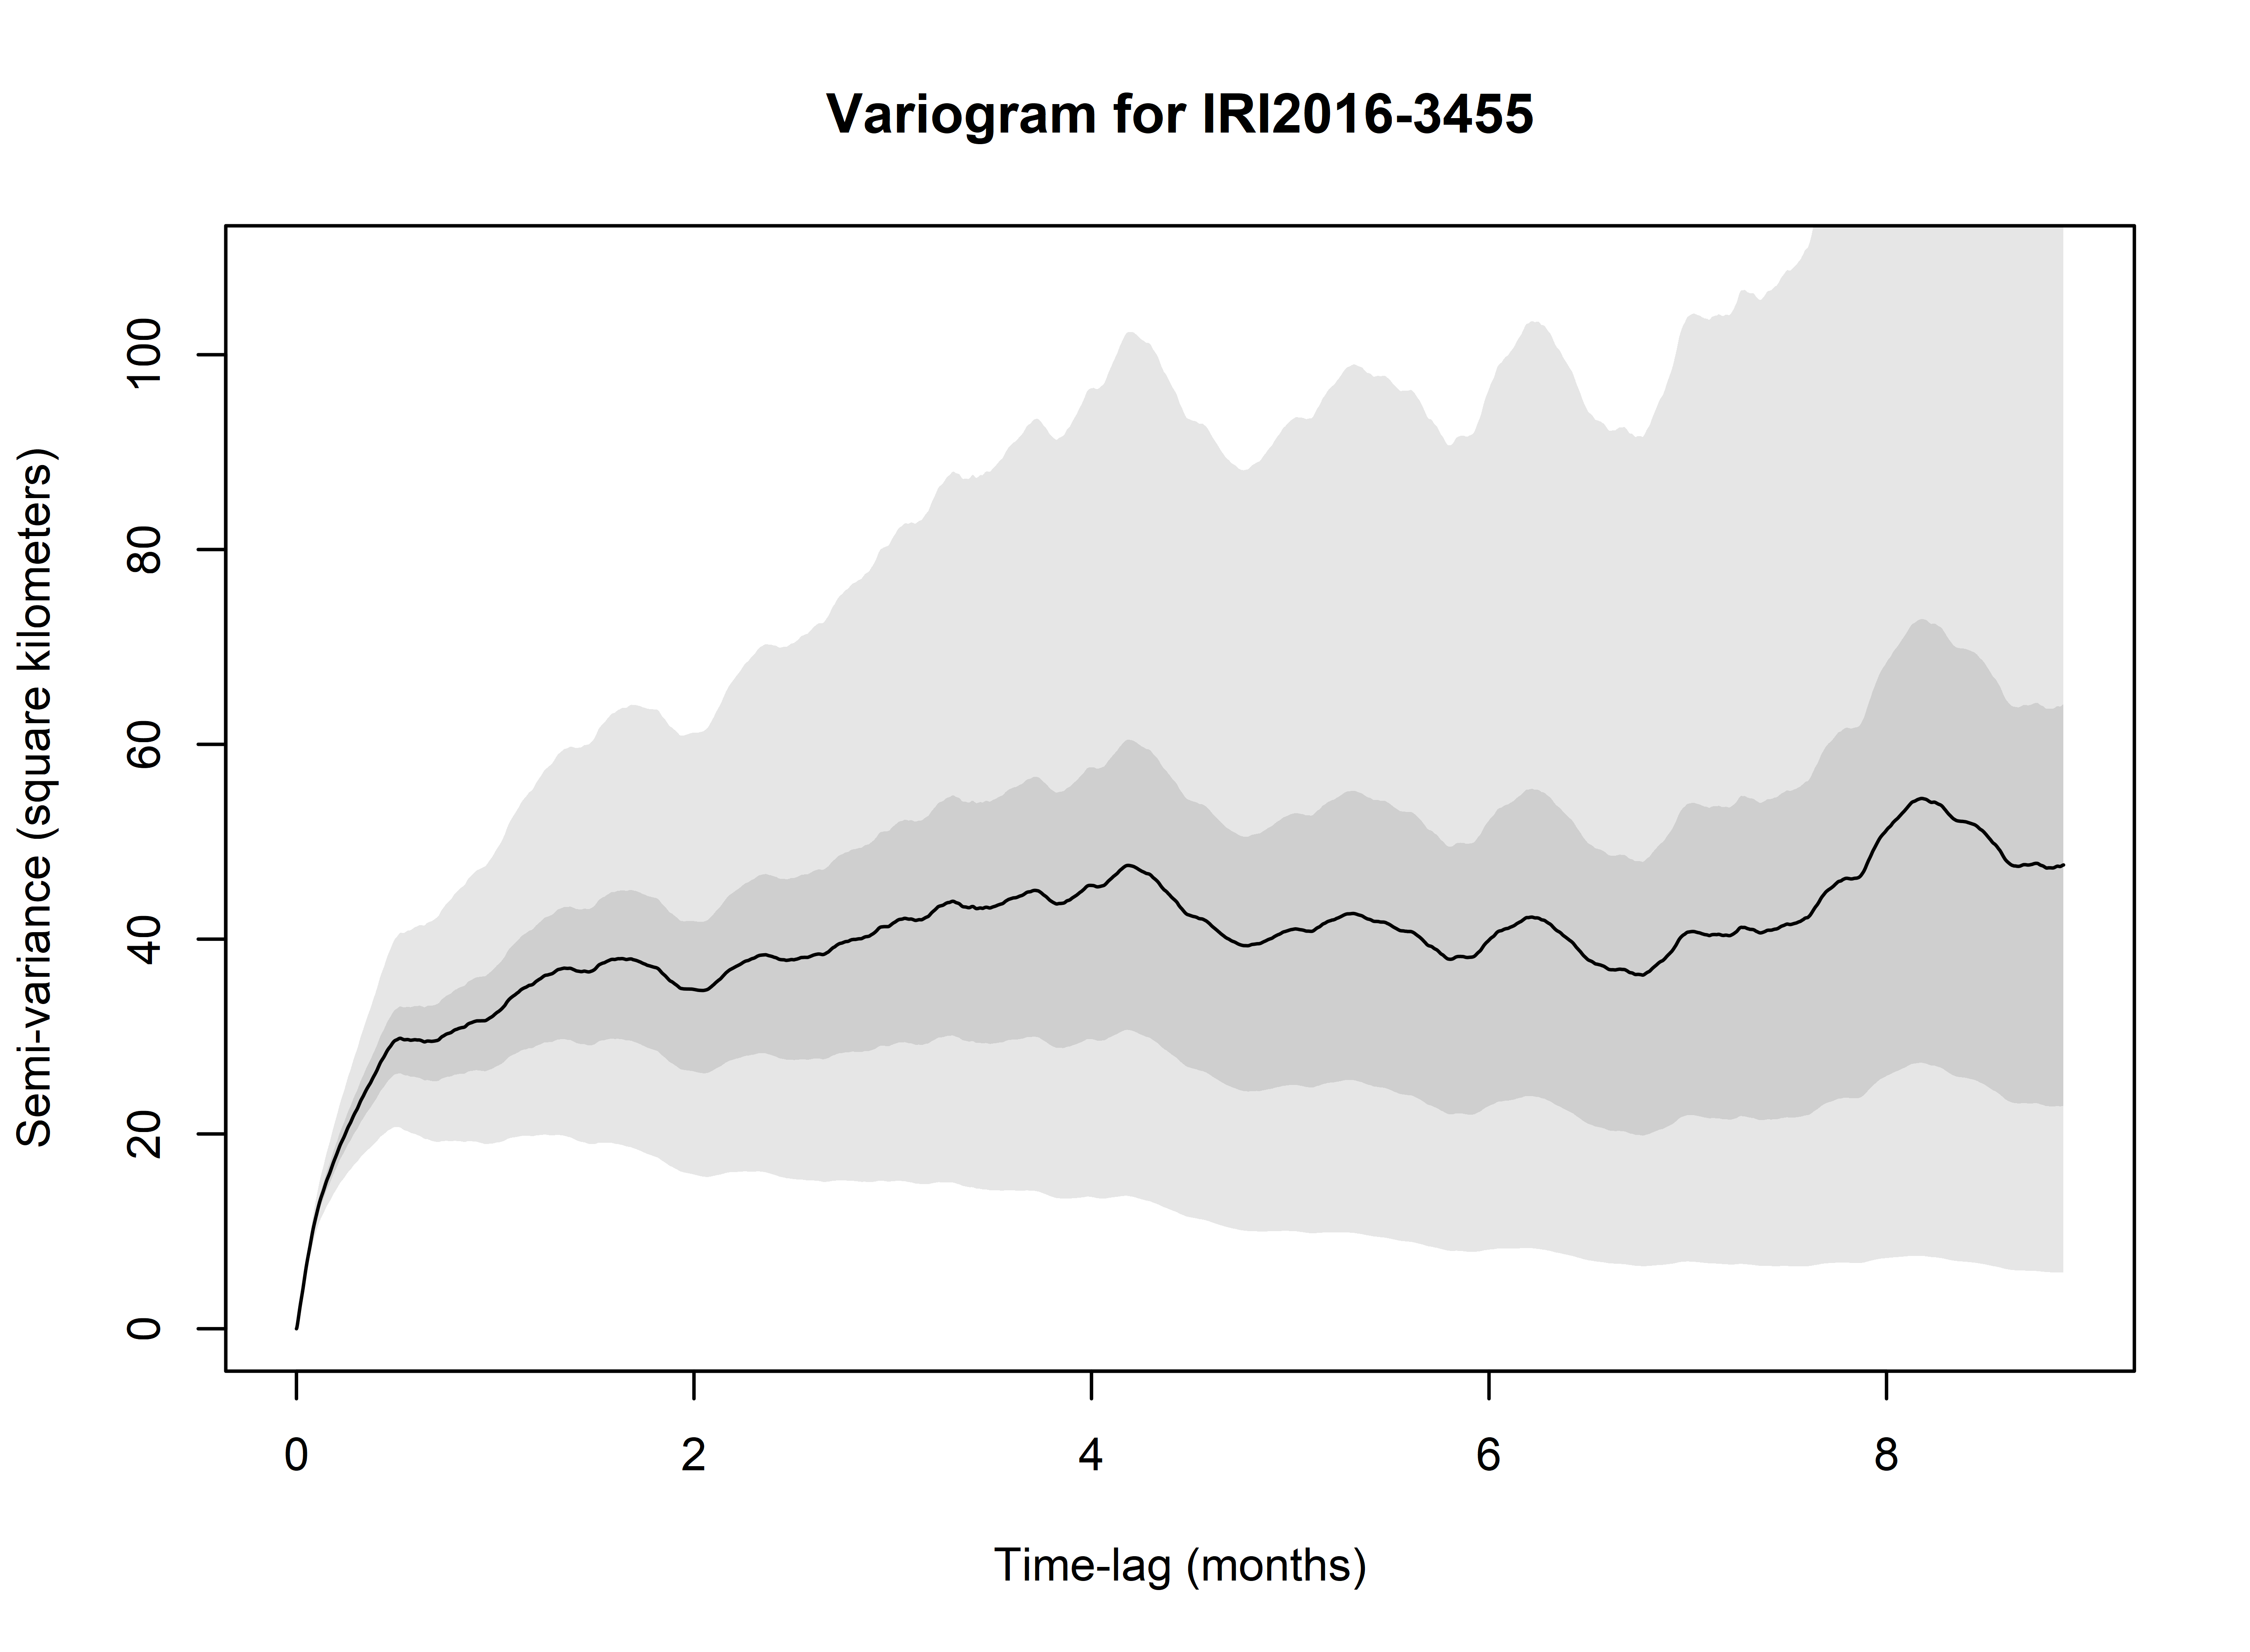 Variogram for IRI2016-3455
Semi-variance (square kilometers)
100
80
60
40
20
0
0 2 4 6 8
Time-lag (months)